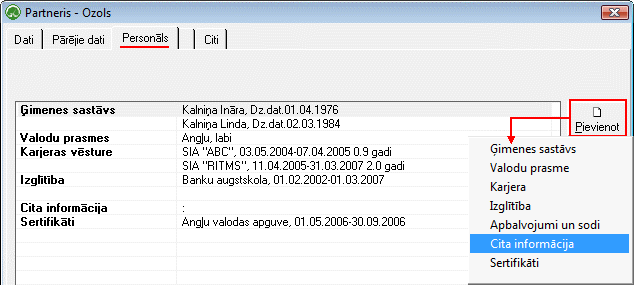 Partneris - Ozols
Dati Pārējie dati Personāls Citi
Ģimenes sastāvs Kalniņa Ināra, Dz.dat.01.04.1976
Kalniņa Linda, Dz.dat.02.03.1984
Valodu prasmes Angļu, labi
Karjeras vēsture SIA "ABC", 03.05.2004-07.04.2005 0.9 gadi
SIA "RITMS", 11.04.2005-31.03.2007 2.0 gadi
Izglītība Banku augstskola, 01.02.2002-01.03.2007
Cita informācija :
Sertifikāti Angļu valodas apguve, 01.05.2006-30.09.2006
Pievienot
Ģimenes sastāvs
Valodu prasme
Karjera
Izglītība
Apbalvojumi un sodi
Cita informācija
Sertifikāti